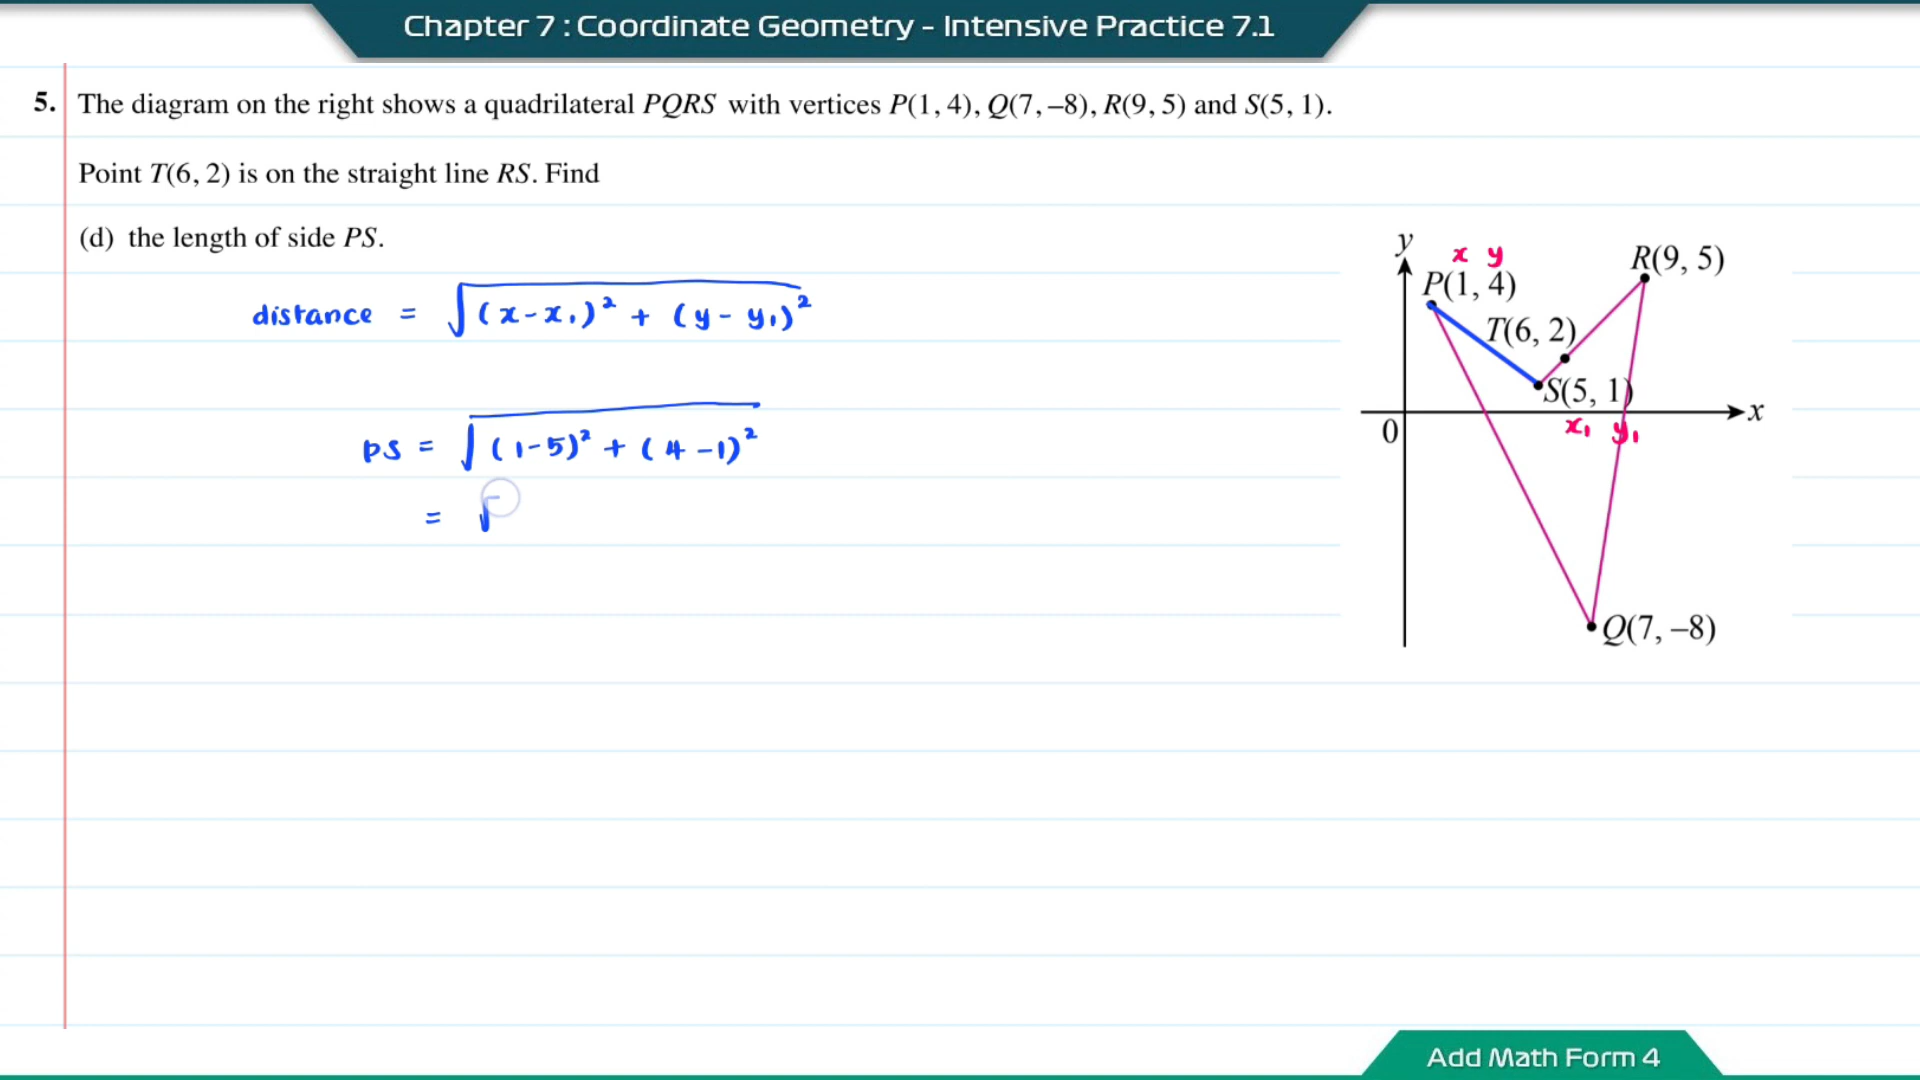 Chapter 7 : Coordinate Geometry - Intensive Practice 7.1
5. The diagram on the right shows a quadrilateral PQRS with vertices P(1, 4), Q(7, –8), R(9, 5) and S(5, 1).
Point T(6, 2) is on the straight line RS. Find
(d) the length of side PS.
distance = √(x-x₁)² + (y-y₁)²
PS = √(1-5)² + (4-1)²
= √
y
x y
R(9, 5)
P(1, 4)
T(6, 2)
S(5, 1)
x
0
x₁ y₁
Q(7, –8)
Add Math Form 4